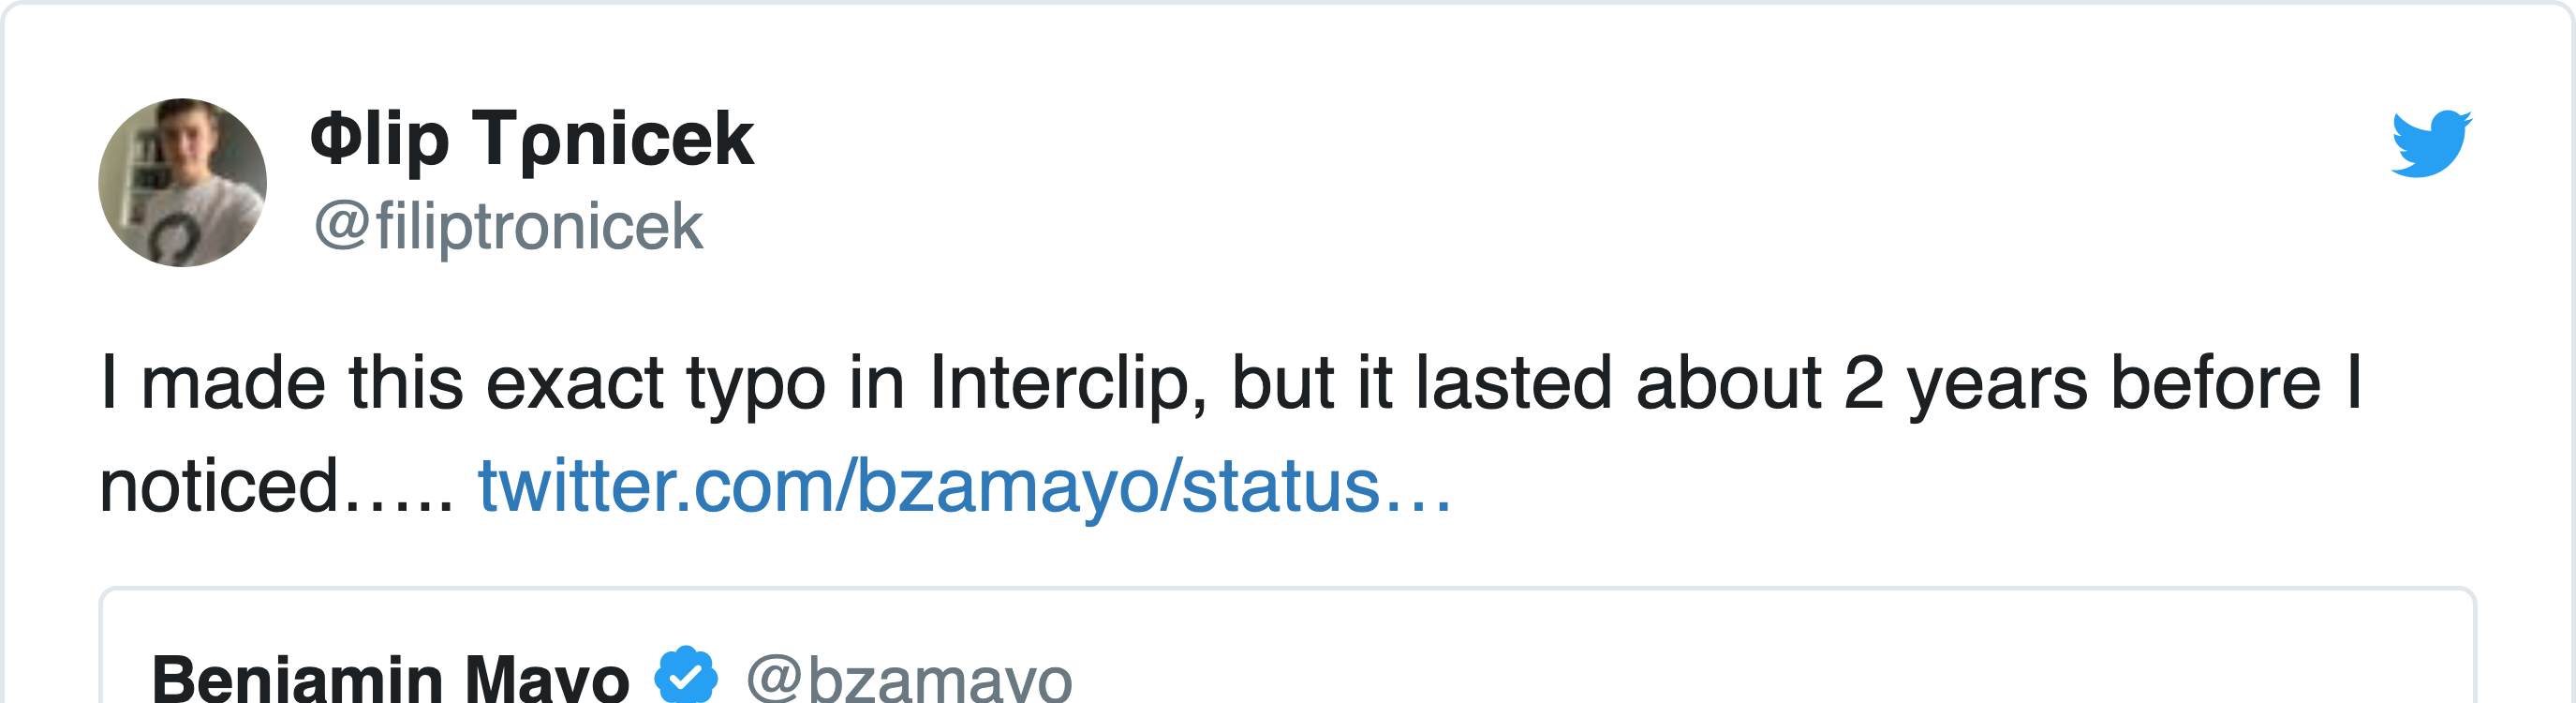 Φlip Tρnicek
@filiptronicek
I made this exact typo in Interclip, but it lasted about 2 years before I
noticed….. twitter.com/bzamayo/status…
Benjamin Mayo @bzamayo